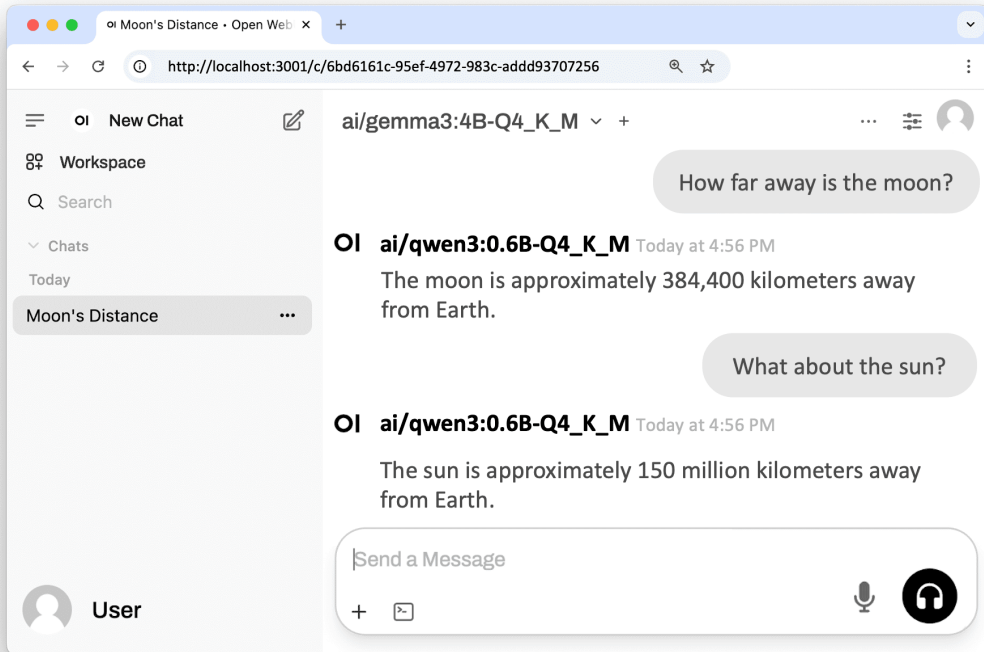 OI Moon's Distance • Open Web
http://localhost:3001/c/6bd6161c-95ef-4972-983c-addd93707256
OI New Chat
Workspace
Search
Chats
Today
Moon's Distance
User
ai/gemma3:4B-Q4_K_M
How far away is the moon?
OI ai/qwen3:0.6B-Q4_K_M Today at 4:56 PM
The moon is approximately 384,400 kilometers away
from Earth.
What about the sun?
OI ai/qwen3:0.6B-Q4_K_M Today at 4:56 PM
The sun is approximately 150 million kilometers away
from Earth.
Send a Message